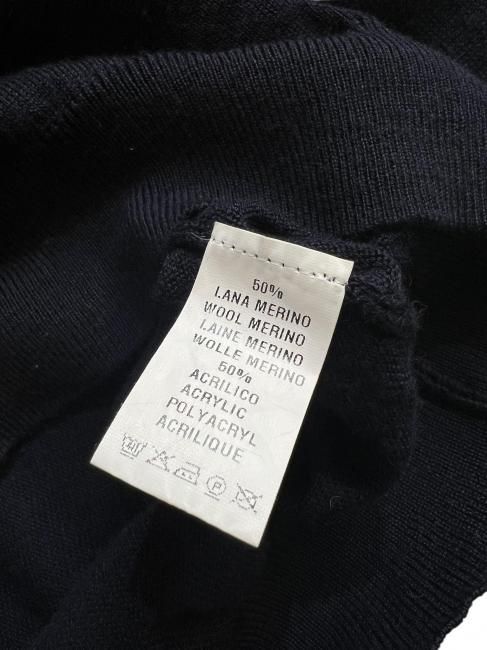 50%
LANA MERINO
WOOL MERINO
LAINE MERINO
WOLLE MERINO
50%
ACRILICO
ACRYLIC
POLYACRYL
ACRILIQUE
P